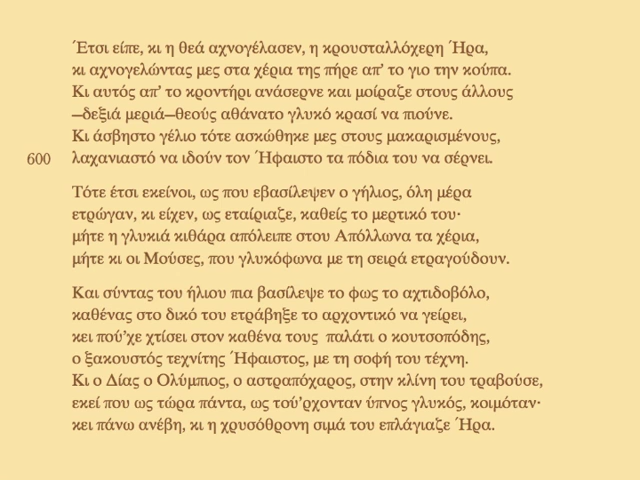 Έτσι είπε, κι η θεά αχνογέλασεν, η κρουσταλλόχερη Ήρα,
κι αχνογελώντας μες στα χέρια της πήρε απ’ το γιο την κούπα.
Κι αυτός απ’ το κροντήρι ανάσερνε και μοίραζε στους άλλους
—δεξιά μεριά—θεούς αθάνατο γλυκό κρασί να πιούνε.
Κι άσβηστο γέλιο τότε ασκώθηκε μες στους μακαρισμένους,
600 λαχανιαστό να ιδούν τον Ήφαιστο τα πόδια του να σέρνει.
Τότε έτσι εκείνοι, ως που εβασίλεψεν ο γήλιος, όλη μέρα
ετρώγαν, κι είχεν, ως εταίριαζε, καθείς το μερτικό του·
μήτε η γλυκιά κιθάρα απόλειπε στου Απόλλωνα τα χέρια,
μήτε κι οι Μούσες, που γλυκόφωνα με τη σειρά ετραγούδουν.
Και σύντας του ήλιου πια βασίλεψε το φως το αχτιδοβόλο,
καθένας στο δικό του ετράβηξε το αρχοντικό να γείρει,
κει πού’χε χτίσει στον καθένα τους παλάτι ο κουτσοπόδης,
ο ξακουστός τεχνίτης Ήφαιστος, με τη σοφή του τέχνη.
Κι ο Δίας ο Ολύμπιος, ο αστραπόχαρος, στην κλίνη του τραβούσε,
εκεί που ως τώρα πάντα, ως τού’ρχονταν ύπνος γλυκός, κοιμόταν·
κει πάνω ανέβη, κι η χρυσόθρονη σιμά του επλάγιαζε Ήρα.